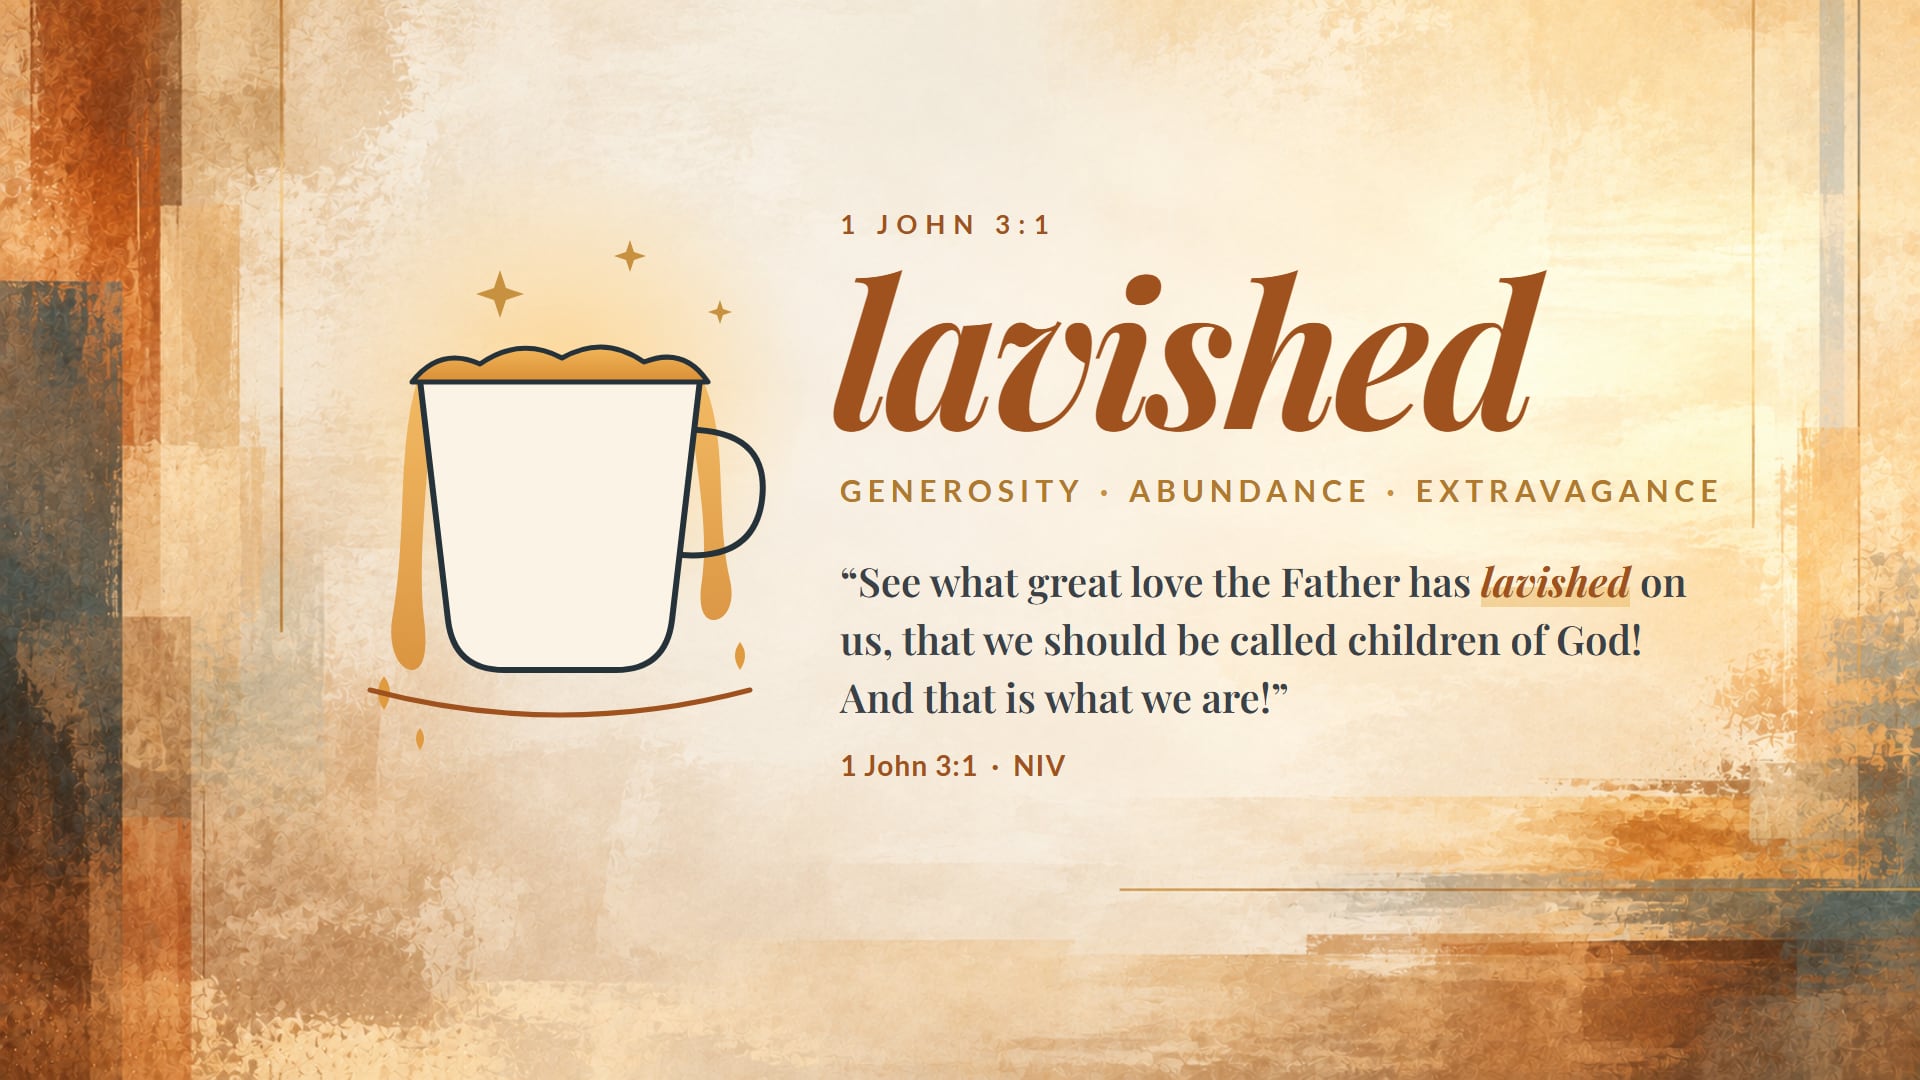 1 JOHN 3:1
lavished
GENEROSITY · ABUNDANCE · EXTRAVAGANCE
“See what great love the Father has lavished on
us, that we should be called children of God!
And that is what we are!”
1 John 3:1 · NIV